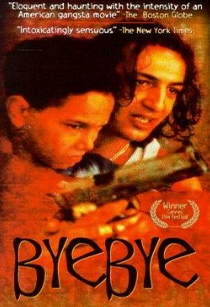 "Eloquent and haunting with the intensity of an
American gangsta movie" -The Boston Globe
"Intoxicatingly sensuous" -The New York Times
Winner
Cannes
Film Festival
BYEBYE